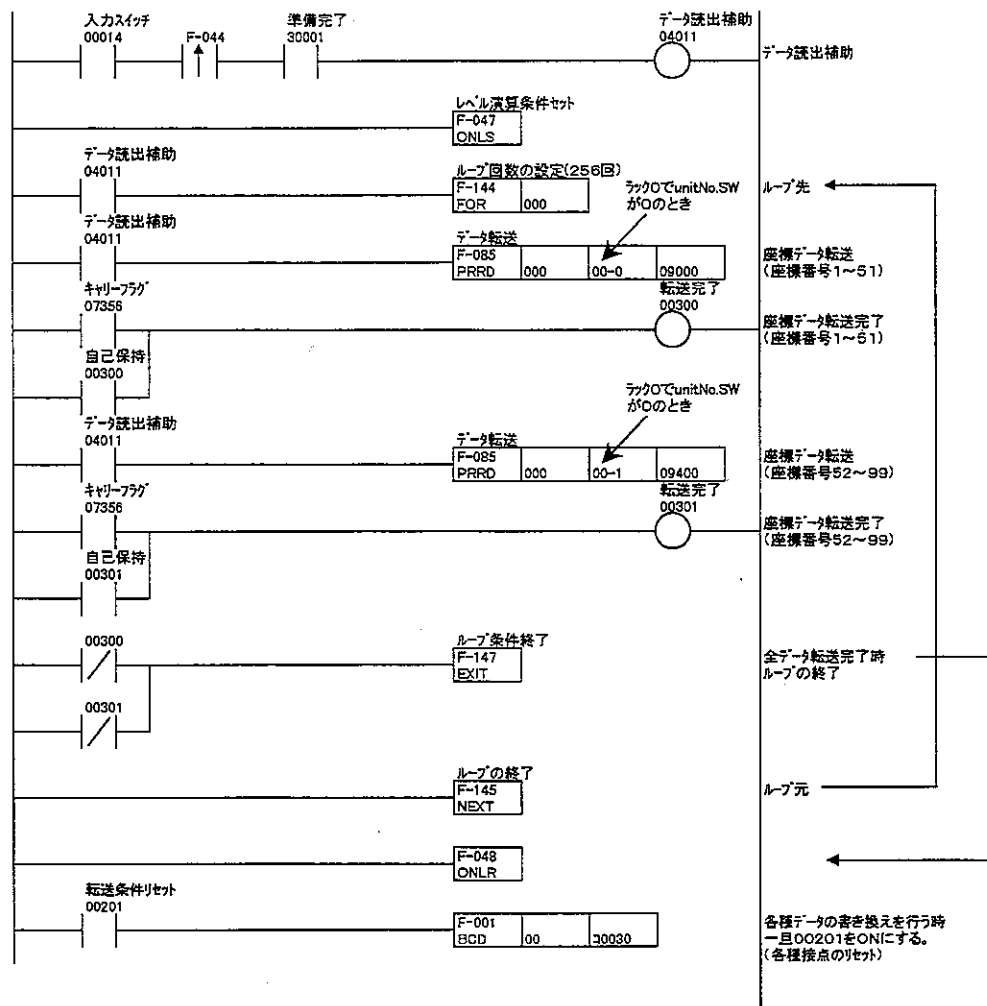 入力スイッチ
00014
F-044
準備完了
30001
データ読出補助
04011
データ読出補助
レベル演算条件セット
F-047
ONLS
データ読出補助
04011
ループ回数の設定(256回)
F-144
FOR 000
ループ先
ラック0でunitNo.SW
が0のとき
データ読出補助
04011
データ転送
F-085
PRRD 000 00-0 09000
座標データ転送
(座標番号1~51)
キャリーフラグ
07356
転送完了
00300
座標データ転送完了
(座標番号1~51)
自己保持
00300
ラック0でunitNo.SW
が0のとき
データ読出補助
04011
データ転送
F-085
PRRD 000 00-1 09400
座標データ転送
(座標番号52~99)
キャリーフラグ
07356
転送完了
00301
座標データ転送完了
(座標番号52~99)
自己保持
00301
00300
ループ条件終了
F-147
EXIT
全データ転送完了時
ループの終了
00301
ループの終了
F-145
NEXT
ループ元
F-048
ONLR
転送条件リセット
00201
F-001
BCD 00 コ0030
各種データの書き換えを行う時
一旦00201をONにする。
(各種接点のリセット)